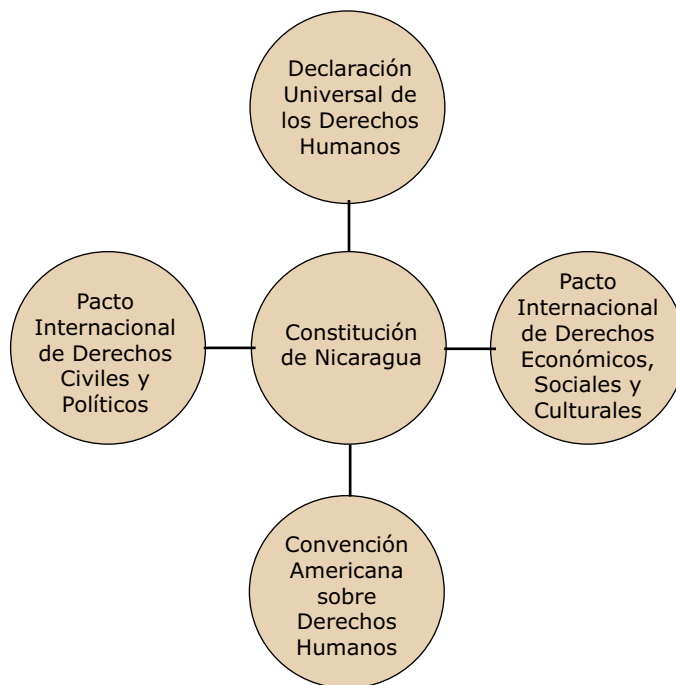 Declaración
Universal de
los Derechos
Humanos
Pacto
Internacional
de Derechos
Civiles y
Políticos
Constitución
de Nicaragua
Pacto
Internacional
de Derechos
Económicos,
Sociales y
Culturales
Convención
Americana
sobre
Derechos
Humanos